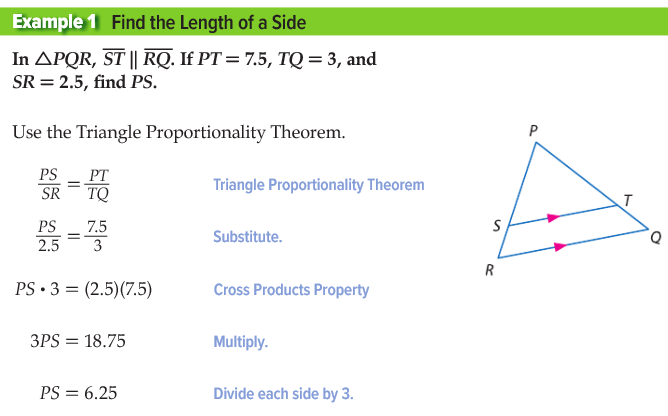 Example 1 Find the Length of a Side
In △PQR, S̅T̅ ∥ R̅Q̅. If PT = 7.5, TQ = 3, and
SR = 2.5, find PS.
Use the Triangle Proportionality Theorem.
PS/SR = PT/TQ Triangle Proportionality Theorem
PS/2.5 = 7.5/3 Substitute.
PS • 3 = (2.5)(7.5) Cross Products Property
3PS = 18.75 Multiply.
PS = 6.25 Divide each side by 3.
P
T
S
Q
R